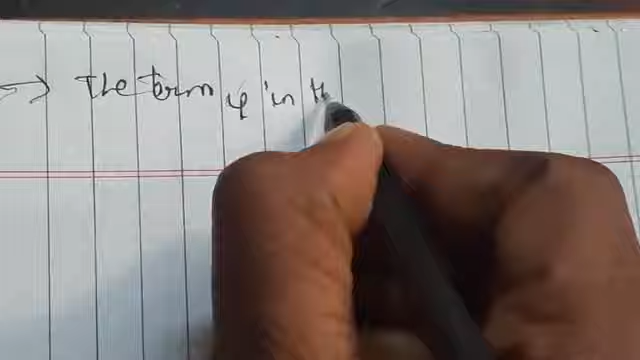 → The term φ in